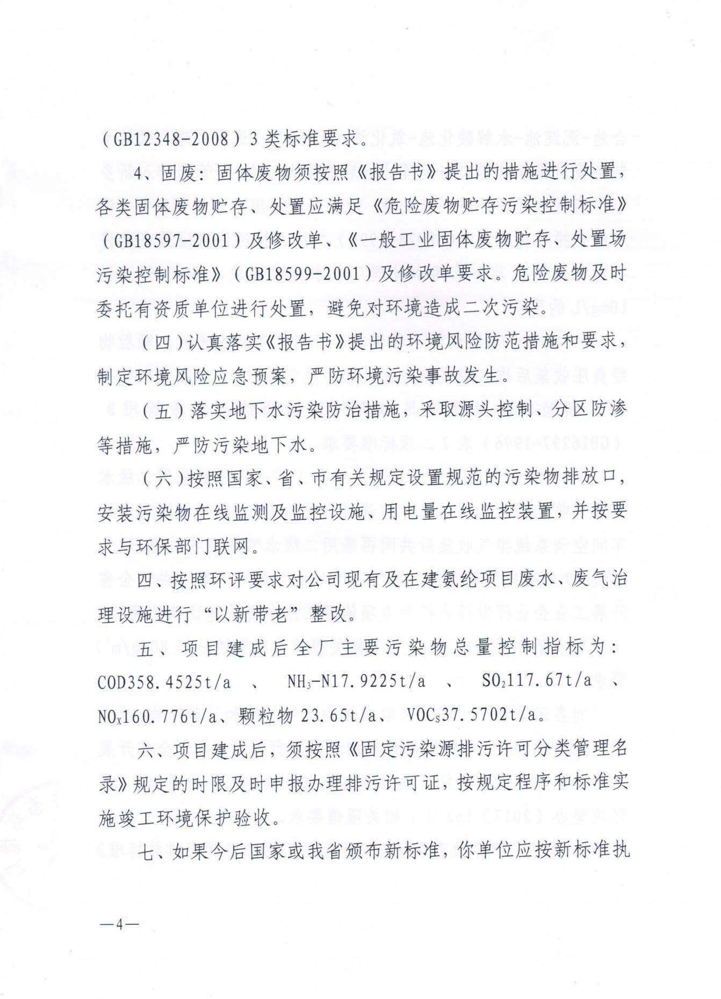 （GB12348-2008）3类标准要求。
4、固废：固体废物须按照《报告书》提出的措施进行处置，
各类固体废物贮存、处置应满足《危险废物贮存污染控制标准》
（GB18597-2001）及修改单、《一般工业固体废物贮存、处置场
污染控制标准》（GB18599-2001）及修改单要求。危险废物及时
委托有资质单位进行处置，避免对环境造成二次污染。
（四）认真落实《报告书》提出的环境风险防范措施和要求，
制定环境风险应急预案，严防环境污染事故发生。
（五）落实地下水污染防治措施，采取源头控制、分区防渗
等措施，严防污染地下水。
（六）按照国家、省、市有关规定设置规范的污染物排放口，
安装污染物在线监测及监控设施、用电量在线监控装置，并按要
求与环保部门联网。
四、按照环评要求对公司现有及在建氨纶项目废水、废气治
理设施进行“以新带老”整改。
五、项目建成后全厂主要污染物总量控制指标为：
COD358.4525t/a、NH₃-N17.9225t/a、SO₂117.67t/a、
NOₓ160.776t/a、颗粒物23.65t/a、VOCₛ37.5702t/a。
六、项目建成后，须按照《固定污染源排污许可分类管理名
录》规定的时限及时申报办理排污许可证，按规定程序和标准实
施竣工环境保护验收。
七、如果今后国家或我省颁布新标准，你单位应按新标准执
—4—